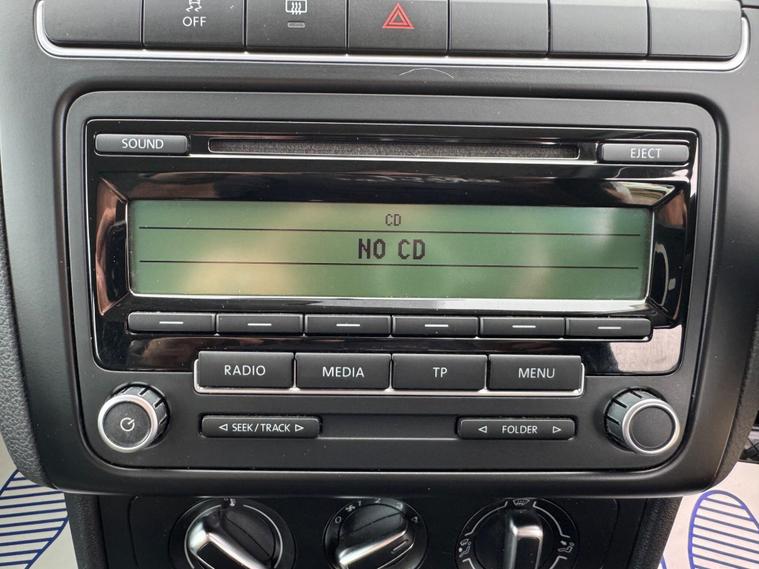 OFF
SOUND
EJECT
CD
NO CD
RADIO
MEDIA
TP
MENU
SEEK / TRACK
FOLDER